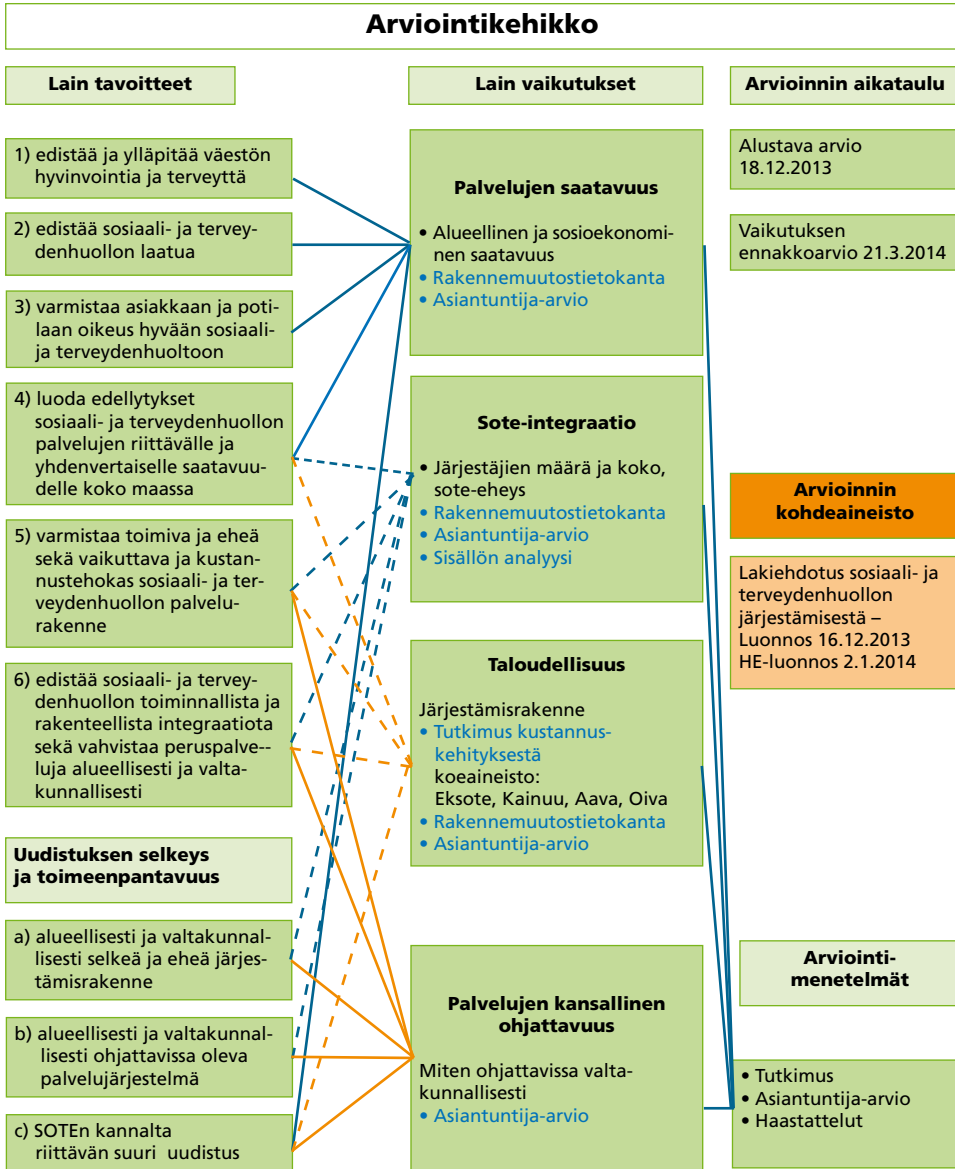 Arviointikehikko
Lain tavoitteet
1) edistää ja ylläpitää väestön
hyvinvointia ja terveyttä
2) edistää sosiaali- ja tervey-
denhuollon laatua
3) varmistaa asiakkaan ja poti-
laan oikeus hyvään sosiaali-
ja terveydenhuoltoon
4) luoda edellytykset
sosiaali- ja terveydenhuollon
palvelujen riittävälle ja
yhdenvertaiselle saatavuu-
delle koko maassa
5) varmistaa toimiva ja eheä
sekä vaikuttava ja kustan-
nustehokas sosiaali- ja ter-
veydenhuollon palvelu-
rakenne
6) edistää sosiaali- ja tervey-
denhuollon toiminnallista ja
rakenteellista integraatiota
sekä vahvistaa peruspalve--
luja alueellisesti ja valta-
kunnallisesti
Uudistuksen selkeys
ja toimeenpantavuus
a) alueellisesti ja valtakunnal-
lisesti selkeä ja eheä järjes-
tämisrakenne
b) alueellisesti ja valtakunnal-
lisesti ohjattavissa oleva
palvelujärjestelmä
c) SOTEn kannalta
riittävän suuri uudistus
Lain vaikutukset
Palvelujen saatavuus
• Alueellinen ja sosioekonomi-
nen saatavuus
• Rakennemuutostietokanta
• Asiantuntija-arvio
Sote-integraatio
• Järjestäjien määrä ja koko,
sote-eheys
• Rakennemuutostietokanta
• Asiantuntija-arvio
• Sisällön analyysi
Taloudellisuus
Järjestämisrakenne
• Tutkimus kustannus-
kehityksestä
koeaineisto:
Eksote, Kainuu, Aava, Oiva
• Rakennemuutostietokanta
• Asiantuntija-arvio
Palvelujen kansallinen
ohjattavuus
Miten ohjattavissa valta-
kunnallisesti
• Asiantuntija-arvio
Arvioinnin aikataulu
Alustava arvio
18.12.2013
Vaikutuksen
ennakkoarvio 21.3.2014
Arvioinnin
kohdeaineisto
Lakiehdotus sosiaali- ja
terveydenhuollon
järjestämisestä –
Luonnos 16.12.2013
HE-luonnos 2.1.2014
Arviointi-
menetelmät
• Tutkimus
• Asiantuntija-arvio
• Haastattelut